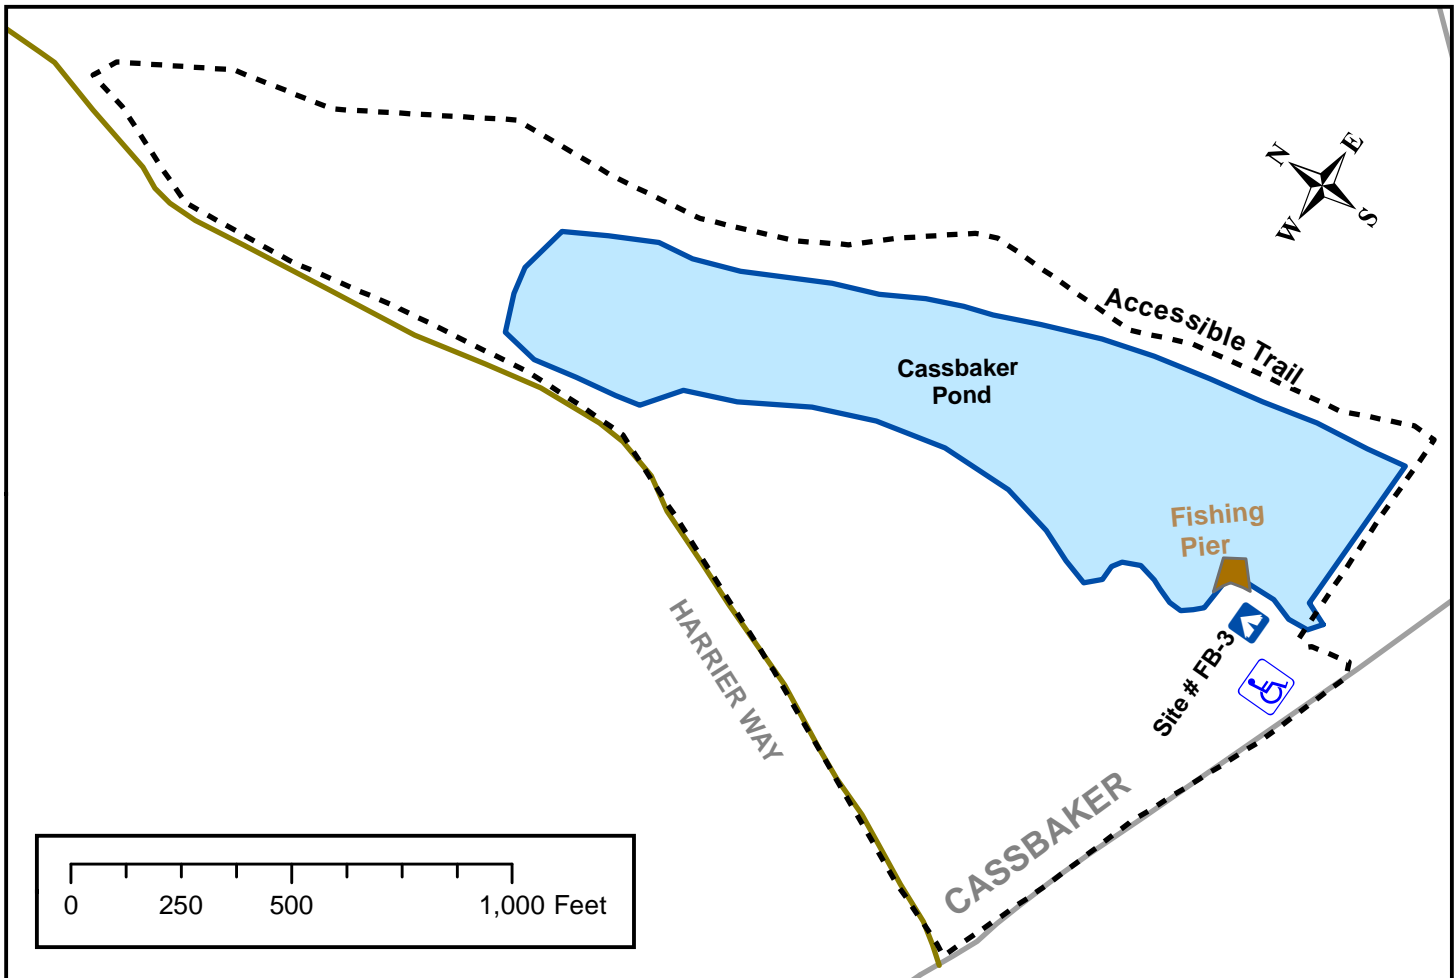 N
E
W
S
Accessible Trail
Cassbaker
Pond
Fishing
Pier
Site # FB-3
HARRIER WAY
CASSBAKER
0 250 500 1,000 Feet